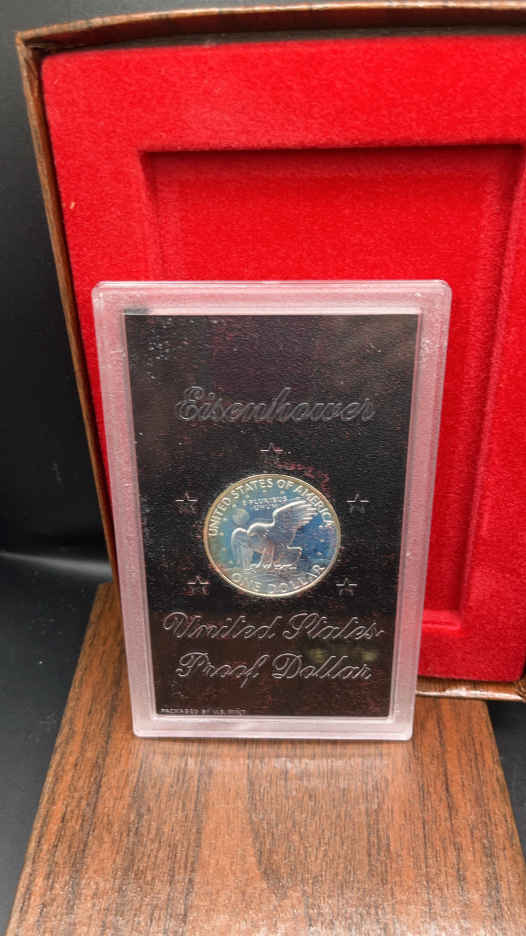 Eisenhower
UNITED STATES OF AMERICA
E PLURIBUS
UNUM
ONE DOLLAR
United States
Proof Dollar
PACKAGED BY U.S. MINT